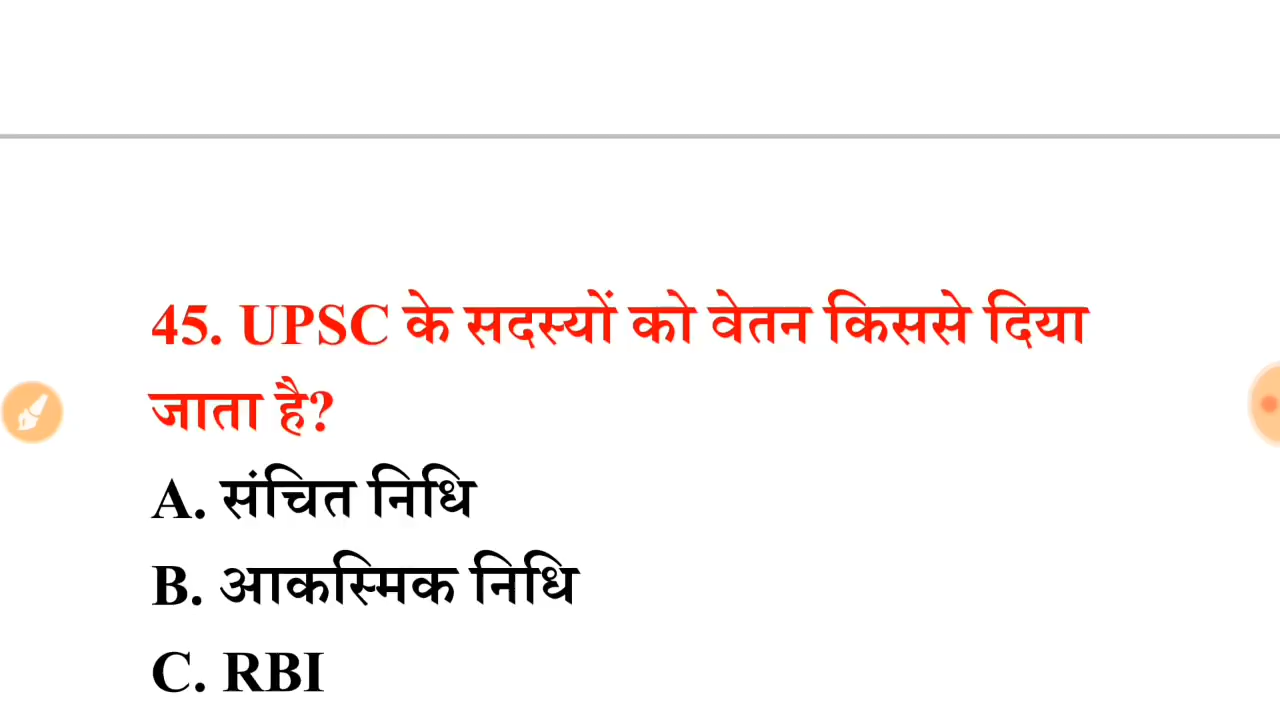 45. UPSC के सदस्यों को वेतन किससे दिया
जाता है?
A. संचित निधि
B. आकस्मिक निधि
C. RBI